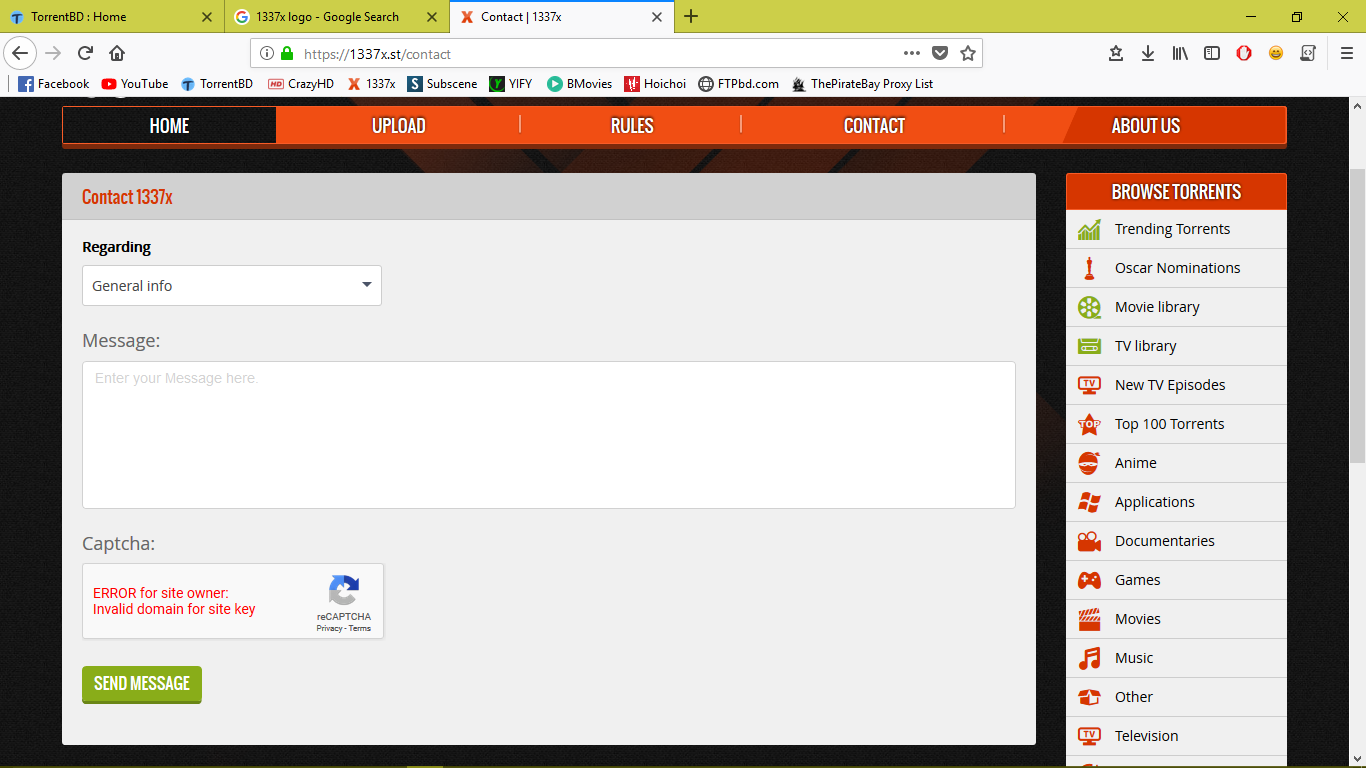 TorrentBD : Home
1337x logo - Google Search
Contact | 1337x
https://1337x.st/contact
Facebook
YouTube
TorrentBD
HD
CrazyHD
1337x
S
Subscene
Y
YIFY
BMovies
Hoichoi
FTPbd.com
ThePirateBay Proxy List
HOME
UPLOAD
RULES
CONTACT
ABOUT US
Contact 1337x
Regarding
General info
Message:
Enter your Message here.
Captcha:
ERROR for site owner:
Invalid domain for site key
reCAPTCHA
Privacy - Terms
SEND MESSAGE
BROWSE TORRENTS
Trending Torrents
Oscar Nominations
Movie library
TV library
TV
New TV Episodes
TOP
Top 100 Torrents
Anime
Applications
Documentaries
Games
Movies
Music
Other
TV
Television